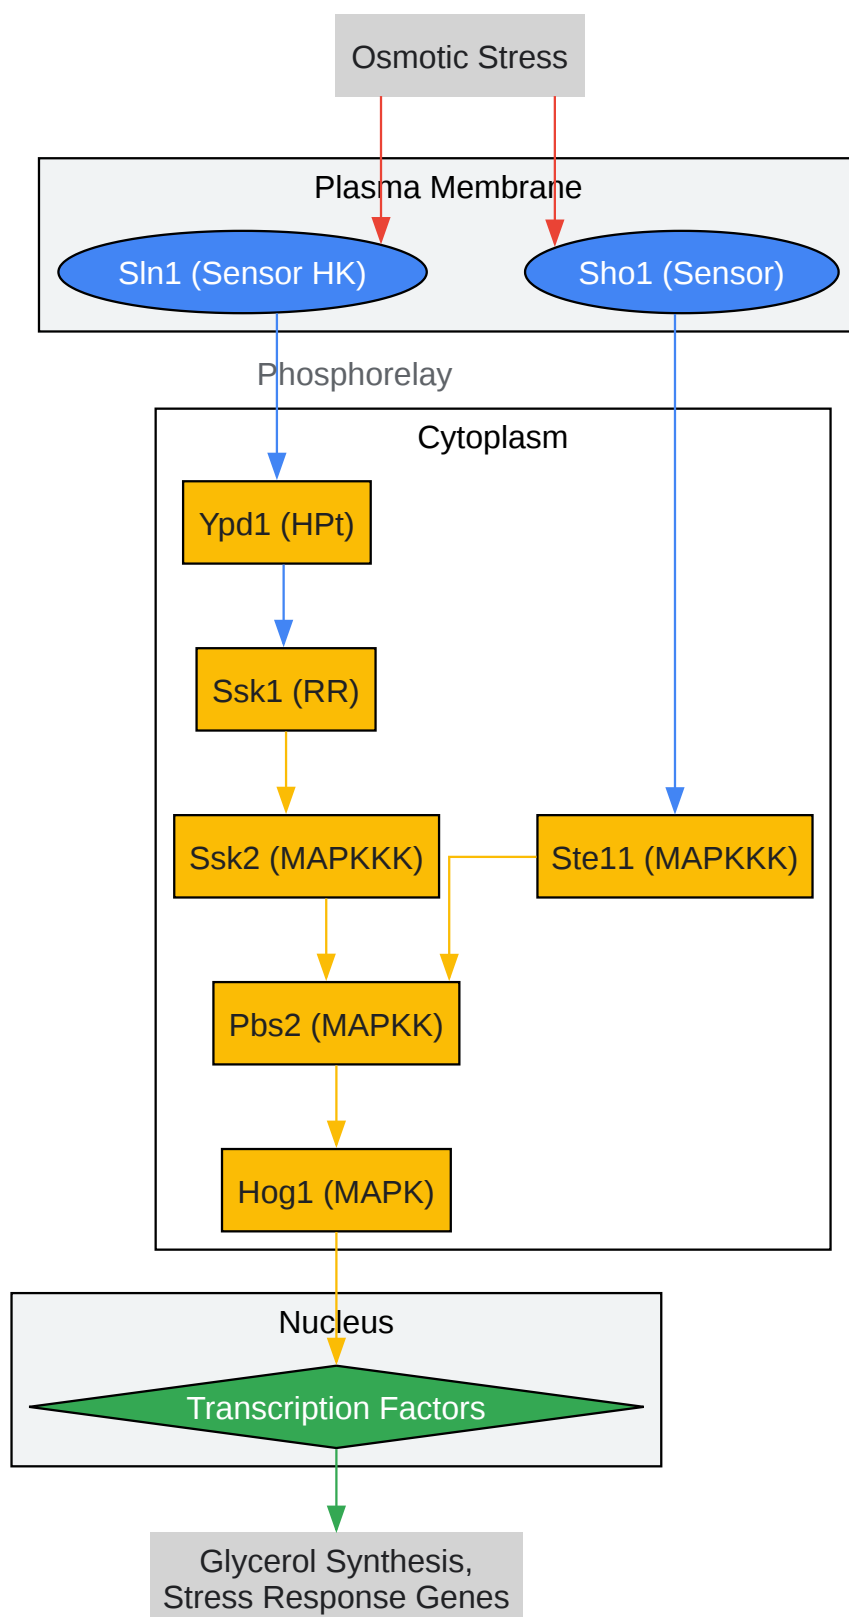 Osmotic Stress
Plasma Membrane
Sln1 (Sensor HK)
Sho1 (Sensor)
Phosphorelay
Cytoplasm
Ypd1 (HPt)
Ssk1 (RR)
Ssk2 (MAPKKK)
Ste11 (MAPKKK)
Pbs2 (MAPKK)
Hog1 (MAPK)
Nucleus
Transcription Factors
Glycerol Synthesis,
Stress Response Genes